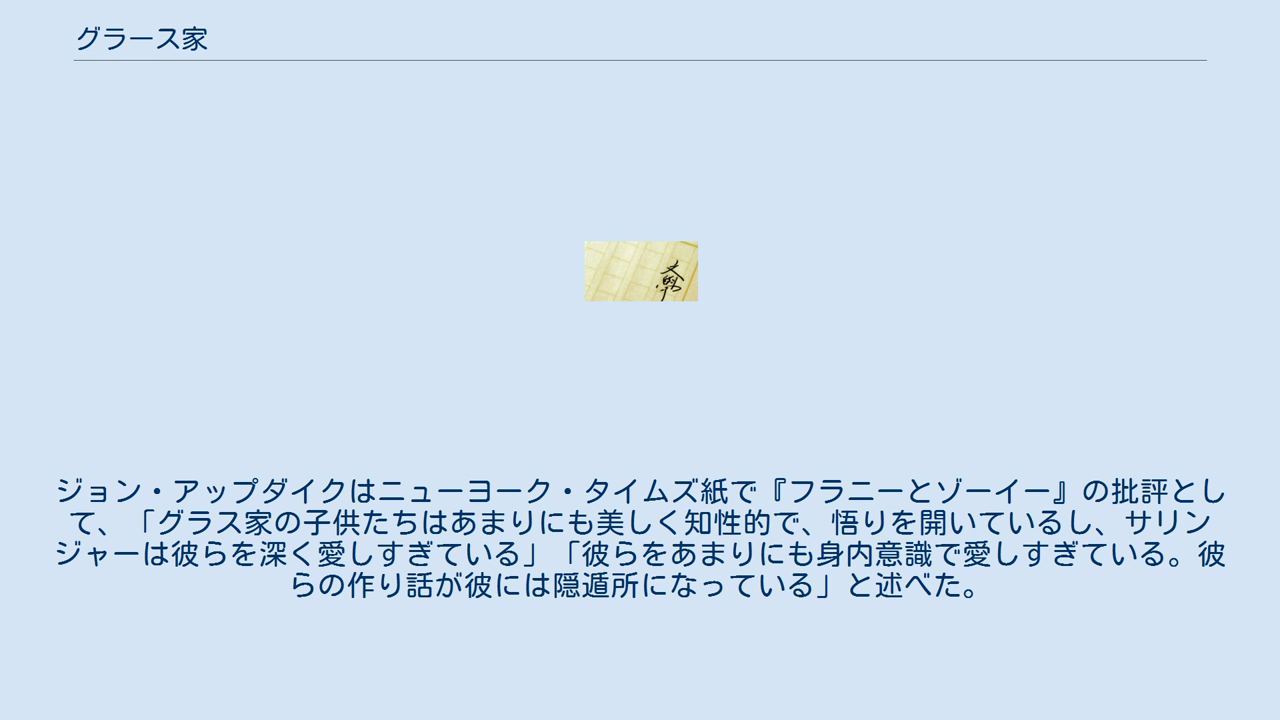 グラース家
ジョン・アップダイクはニューヨーク・タイムズ紙で『フラニーとゾーイー』の批評とし
て、「グラス家の子供たちはあまりにも美しく知性的で、悟りを開いているし、サリン
ジャーは彼らを深く愛しすぎている」「彼らをあまりにも身内意識で愛しすぎている。彼
らの作り話が彼には隠遁所になっている」と述べた。